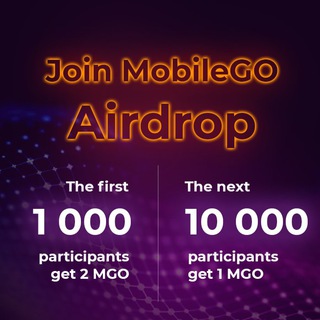 Join MobileGO
Airdrop
The first
1 000
participants
get 2 MGO
The next
10 000
participants
get 1 MGO